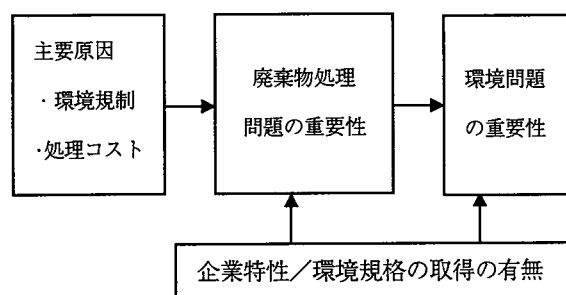 主要原因
・環境規制
・処理コスト
廃棄物処理
問題の重要性
環境問題
の重要性
企業特性／環境規格の取得の有無